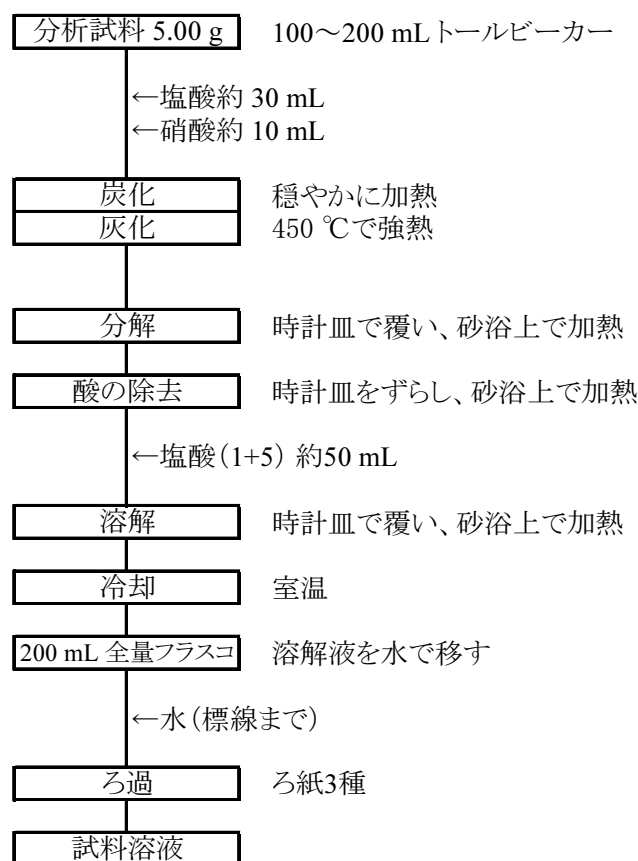 分析試料 5.00 g 100～200 mLトールビーカー
←塩酸約 30 mL
←硝酸約 10 mL
炭化 穏やかに加熱
灰化 450 ℃で強熱
分解 時計皿で覆い、砂浴上で加熱
酸の除去 時計皿をずらし、砂浴上で加熱
←塩酸（1+5） 約50 mL
溶解 時計皿で覆い、砂浴上で加熱
冷却 室温
200 mL 全量フラスコ 溶解液を水で移す
←水（標線まで）
ろ過 ろ紙3種
試料溶液